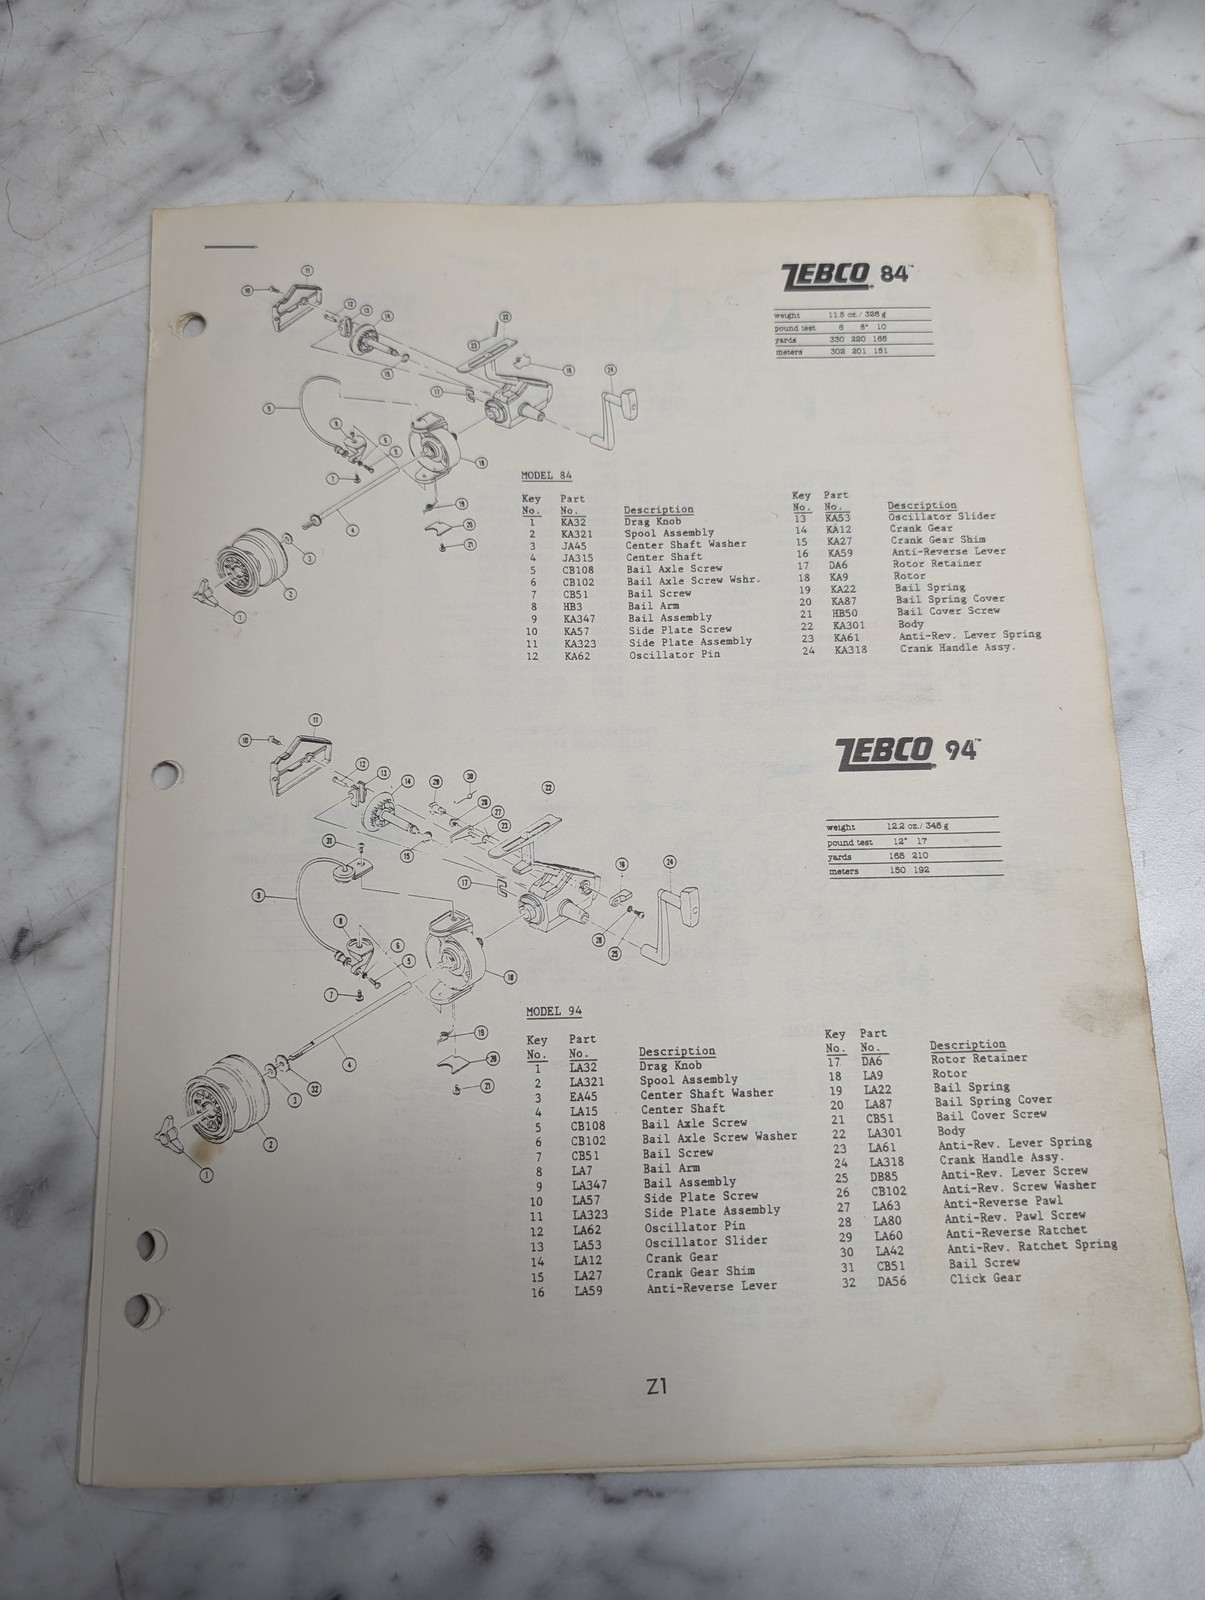 ZEBCO 84™
weight 11.5 oz. / 326 g
pound test 6 8* 10
yards 330 220 165
meters 302 201 151
MODEL 84
Key Part
No. No. Description
1 KA32 Drag Knob
2 KA321 Spool Assembly
3 JA45 Center Shaft Washer
4 JA315 Center Shaft
5 CB108 Bail Axle Screw
6 CB102 Bail Axle Screw Wshr.
7 CB51 Bail Screw
8 HB3 Bail Arm
9 KA347 Bail Assembly
10 KA57 Side Plate Screw
11 KA323 Side Plate Assembly
12 KA62 Oscillator Pin
Key Part
No. No. Description
13 KA53 Oscillator Slider
14 KA12 Crank Gear
15 KA27 Crank Gear Shim
16 KA59 Anti-Reverse Lever
17 DA6 Rotor Retainer
18 KA9 Rotor
19 KA22 Bail Spring
20 KA87 Bail Spring Cover
21 HB50 Bail Cover Screw
22 KA301 Body
23 KA61 Anti-Rev. Lever Spring
24 KA318 Crank Handle Assy.
ZEBCO® 94™
weight 12.2 oz. / 345 g
pound test 12* 17
yards 165 210
meters 150 192
MODEL 94
Key Part
No. No. Description
1 LA32 Drag Knob
2 LA321 Spool Assembly
3 EA45 Center Shaft Washer
4 LA15 Center Shaft
5 CB108 Bail Axle Screw
6 CB102 Bail Axle Screw Washer
7 CB51 Bail Screw
8 LA7 Bail Arm
9 LA347 Bail Assembly
10 LA57 Side Plate Screw
11 LA323 Side Plate Assembly
12 LA62 Oscillator Pin
13 LA53 Oscillator Slider
14 LA12 Crank Gear
15 LA27 Crank Gear Shim
16 LA59 Anti-Reverse Lever
Key Part
No. No. Description
17 DA6 Rotor Retainer
18 LA9 Rotor
19 LA22 Bail Spring
20 LA87 Bail Spring Cover
21 CB51 Bail Cover Screw
22 LA301 Body
23 LA61 Anti-Rev. Lever Spring
24 LA318 Crank Handle Assy.
25 DB85 Anti-Rev. Lever Screw
26 CB102 Anti-Rev. Screw Washer
27 LA63 Anti-Reverse Pawl
28 LA80 Anti-Rev. Pawl Screw
29 LA60 Anti-Reverse Ratchet
30 LA42 Anti-Rev. Ratchet Spring
31 CB51 Bail Screw
32 DA56 Click Gear
Z1